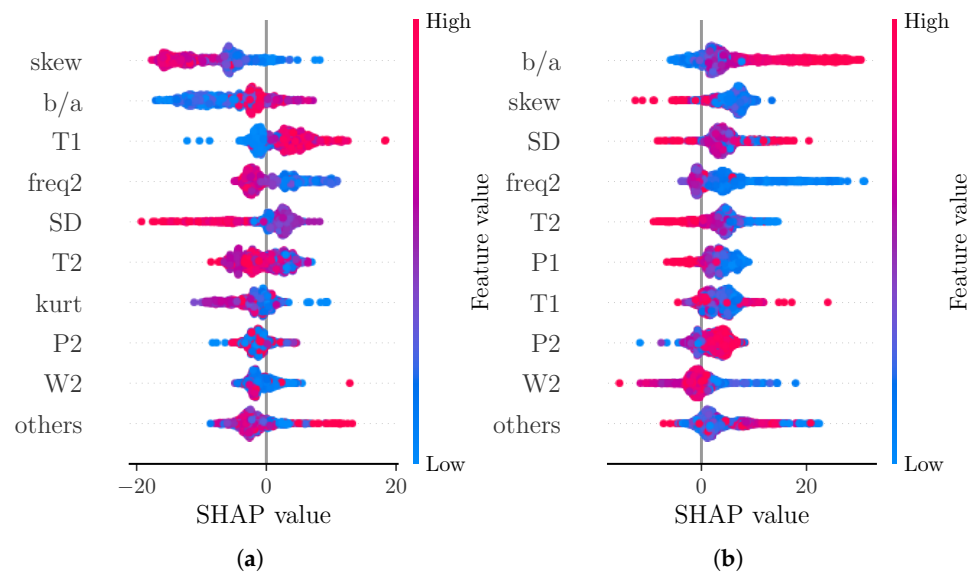 High
skew
b/a
T1
freq2
SD
T2
kurt
P2
W2
others
Feature value
Low
−20 0 20
SHAP value
(a)
High
b/a
skew
SD
freq2
T2
P1
T1
P2
W2
others
Feature value
Low
0 20
SHAP value
(b)